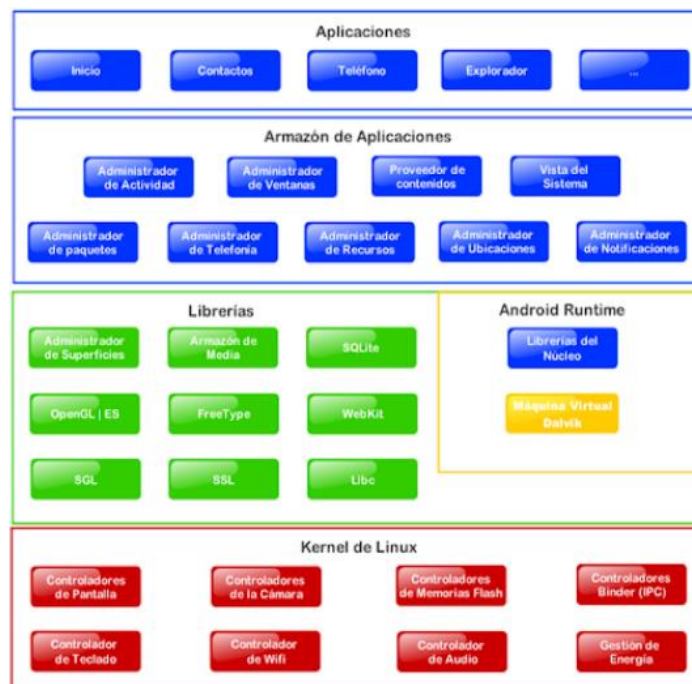 Aplicaciones
Inicio
Contactos
Teléfono
Explorador
...
Armazón de Aplicaciones
Administrador
de Actividad
Administrador
de Ventanas
Proveedor de
contenidos
Vista del
Sistema
Administrador
de paquetes
Administrador
de Telefonía
Administrador
de Recursos
Administrador
de Ubicaciones
Administrador
de Notificaciones
Librerías
Administrador
de Superficies
Armazón de
Media
SQLite
OpenGL | ES
FreeType
WebKit
SGL
SSL
Libc
Android Runtime
Librerías del
Núcleo
Máquina Virtual
Dalvik
Kernel de Linux
Controladores
de Pantalla
Controladores
de la Cámara
Controladores
de Memorias Flash
Controladores
Binder (IPC)
Controlador
de Teclado
Controlador
de Wifi
Controlador
de Audio
Gestión de
Energía